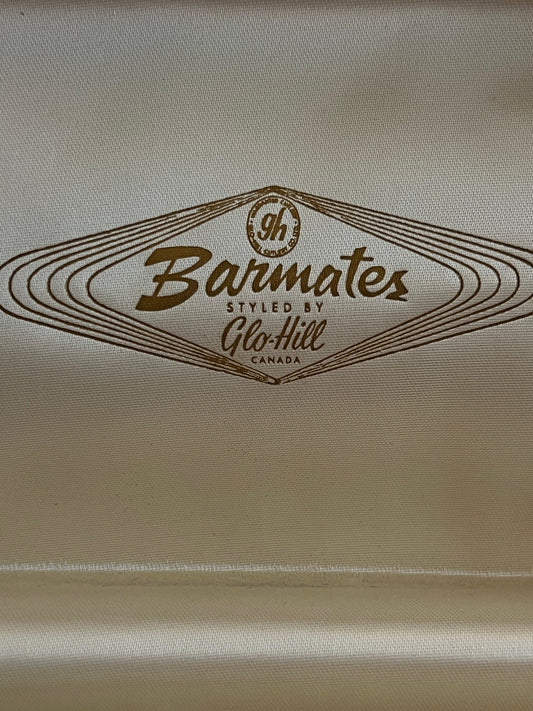 gh
Barmates
STYLED BY
Glo-Hill
CANADA